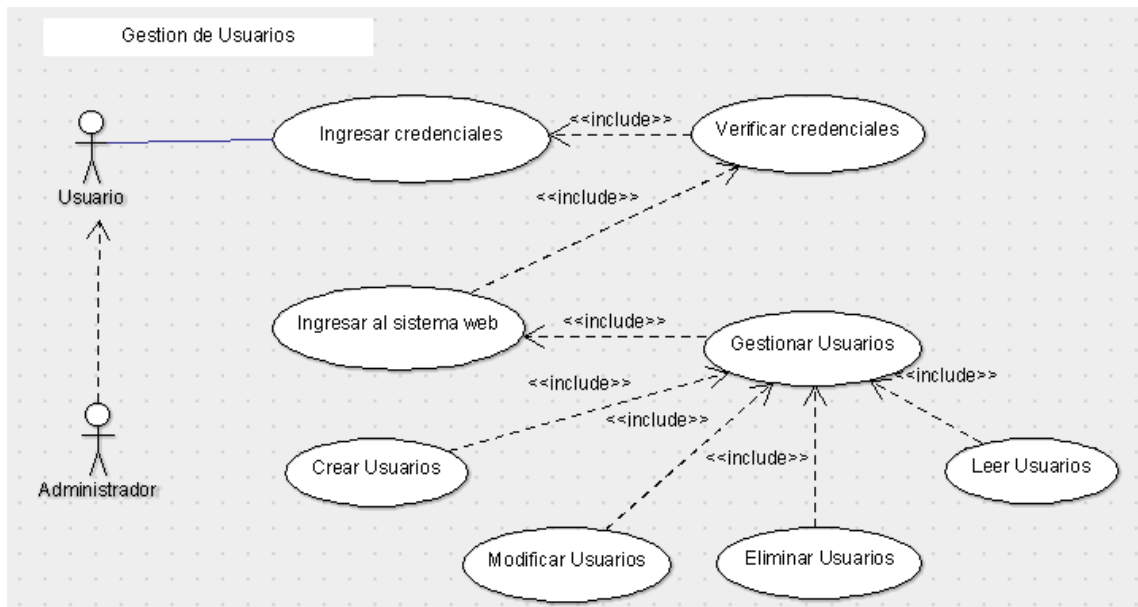 Gestion de Usuarios
Ingresar credenciales
<<include>>
Verificar credenciales
Usuario
<<include>>
Ingresar al sistema web
<<include>>
Gestionar Usuarios
<<include>>
<<include>>
<<include>>
<<include>>
Crear Usuarios
Leer Usuarios
Administrador
Modificar Usuarios
Eliminar Usuarios